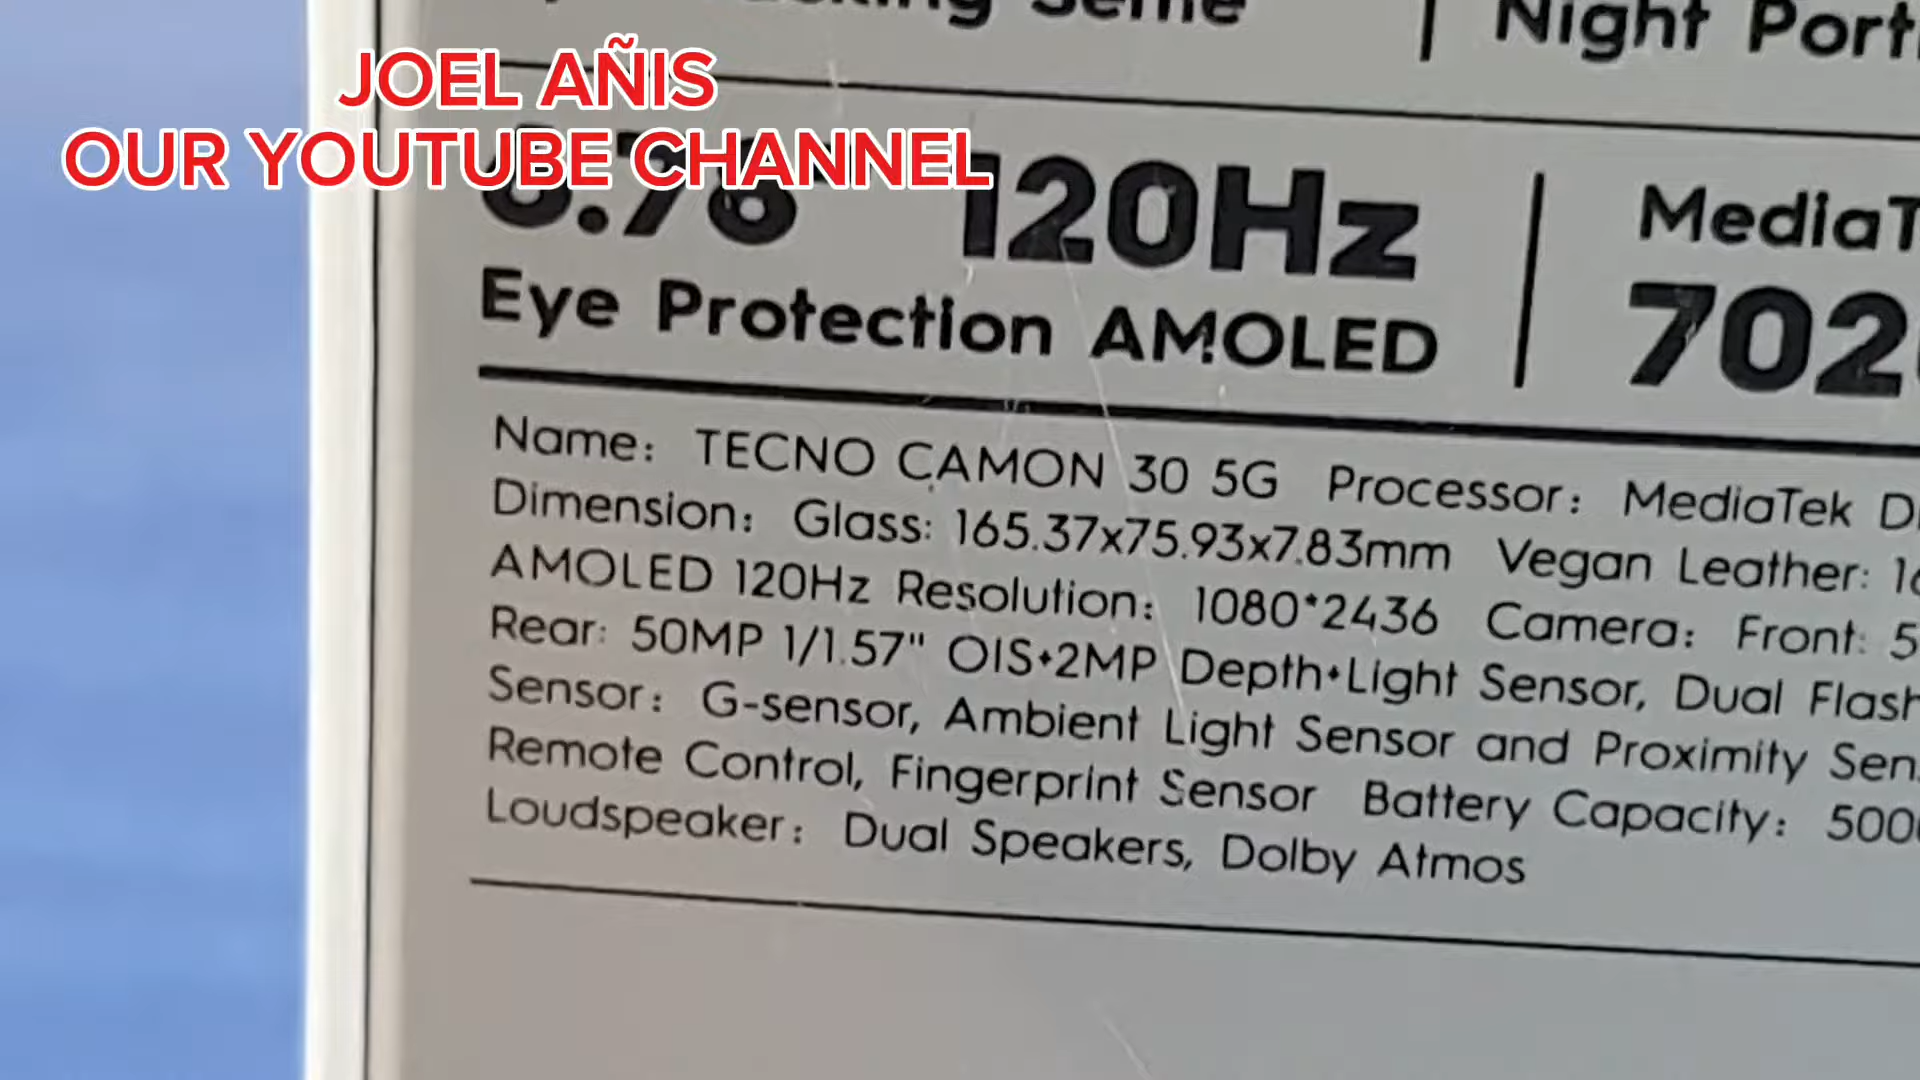 Night
JOEL AÑIS
OUR YOUTUBE CHANNEL
6.78" 120Hz
Eye Protection AMOLED
Name: TECNO CAMON 30 5G Processor: MediaTek
Dimension: Glass: 165.37x75.93x7.83mm Vegan Leather:
AMOLED 120Hz Resolution: 1080*2436 Camera: Front:
Rear: 50MP 1/1.57" OIS+2MP Depth+Light Sensor, Dual Flash
Sensor: G-sensor, Ambient Light Sensor and Proximity
Remote Control, Fingerprint Sensor Battery Capacity:
Loudspeaker: Dual Speakers, Dolby Atmos